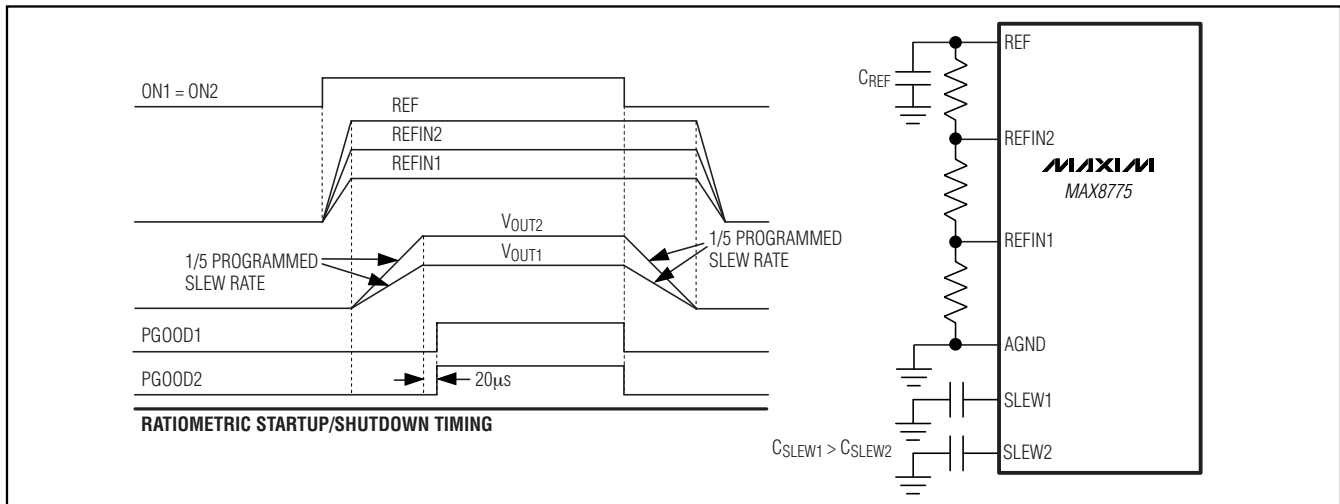 ON1 = ON2
REF
REFIN2
REFIN1
VOUT2
VOUT1
1/5 PROGRAMMED
SLEW RATE
1/5 PROGRAMMED
SLEW RATE
PGOOD1
PGOOD2
20µs
RATIOMETRIC STARTUP/SHUTDOWN TIMING
CREF
REF
REFIN2
MAXIM
MAX8775
REFIN1
AGND
SLEW1
CSLEW1 > CSLEW2
SLEW2